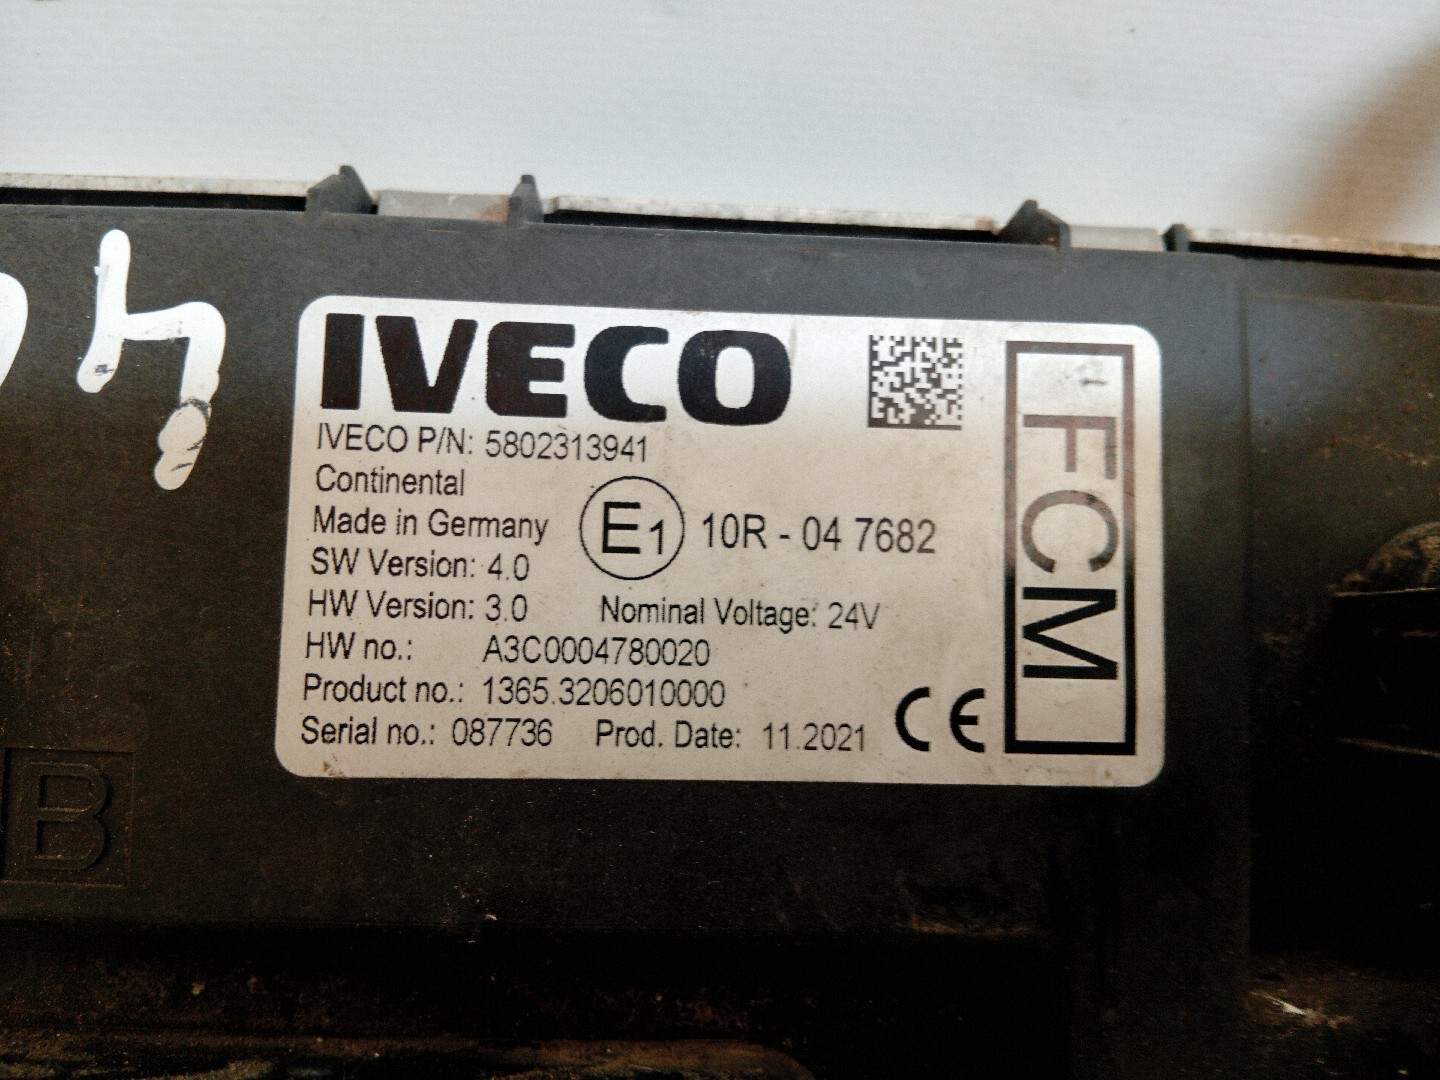 IVECO
IVECO P/N: 5802313941
Continental
Made in Germany
E1 10R - 04 7682
SW Version: 4.0
HW Version: 3.0 Nominal Voltage: 24V
HW no.: A3C0004780020
Product no.: 1365.3206010000
Serial no.: 087736 Prod. Date: 11.2021 CE
FCM
B